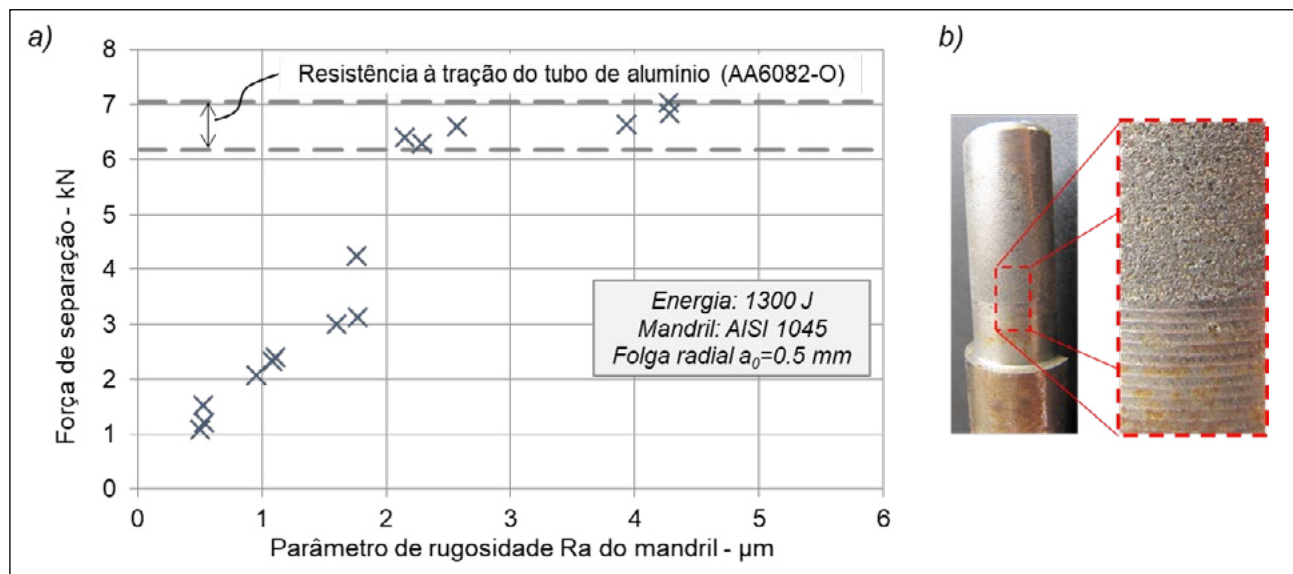 a)
b)
8
7
6
5
4
3
2
1
0
Força de separação - kN
Resistência à tração do tubo de alumínio (AA6082-O)
Energia: 1300 J
Mandril: AISI 1045
Folga radial a₀=0.5 mm
0 1 2 3 4 5 6
Parâmetro de rugosidade Ra do mandril - µm